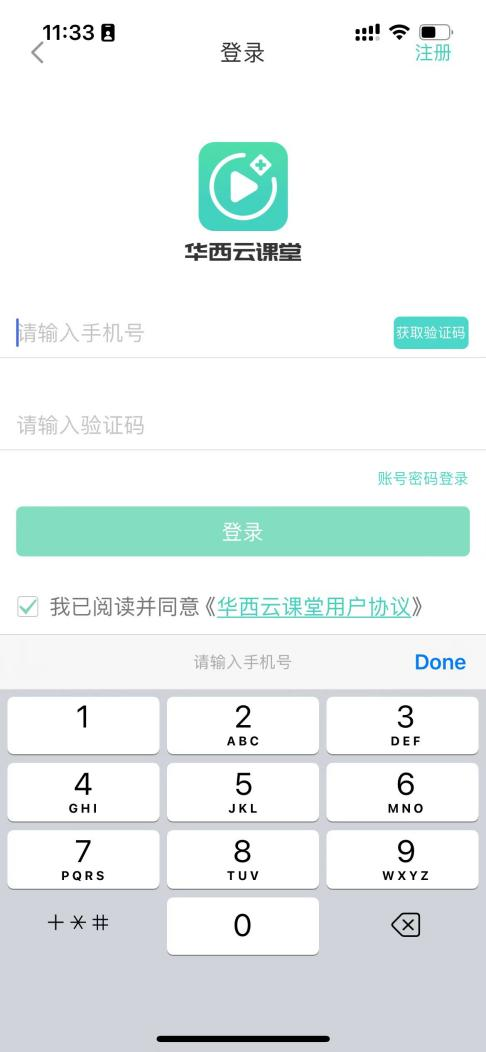 11:33
登录
注册
华西云课堂
请输入手机号
获取验证码
请输入验证码
账号密码登录
登录
我已阅读并同意《华西云课堂用户协议》
请输入手机号
Done
1
2
ABC
3
DEF
4
GHI
5
JKL
6
MNO
7
PQRS
8
TUV
9
WXYZ
+*#
0